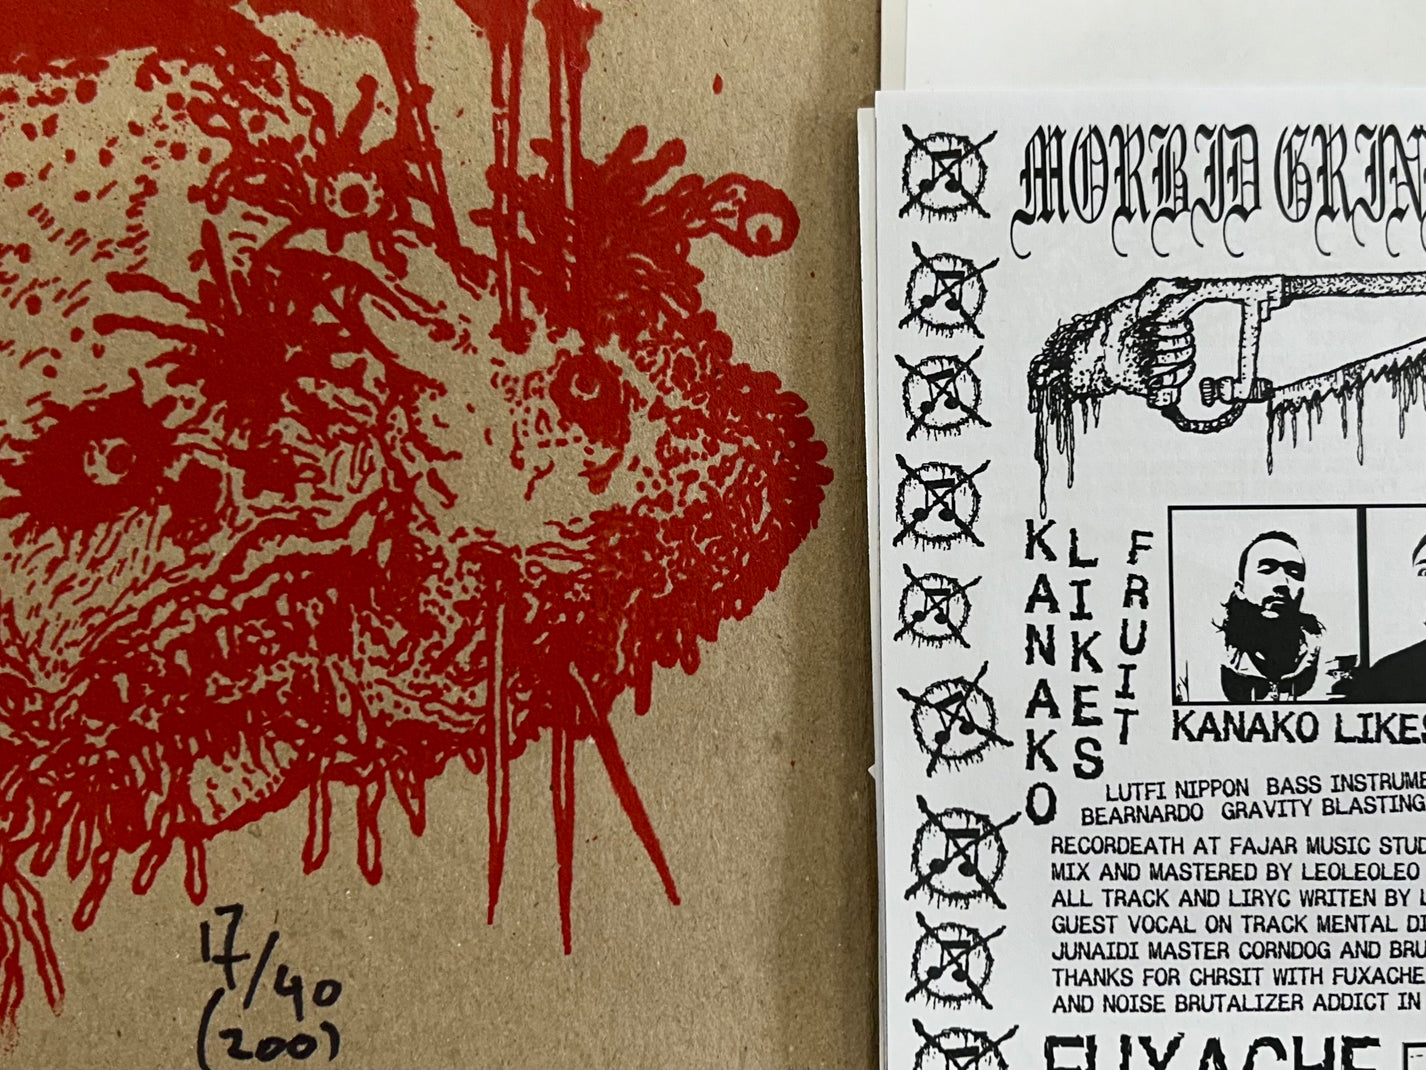 17/40
(200)
MORBID GRIN
KANAKO
LIKES
FRUIT
KANAKO LIKES
LUTFI NIPPON BASS INSTRUME
BEARNARDO GRAVITY BLASTING
RECORDEATH AT FAJAR MUSIC STUD
MIX AND MASTERED BY LEOLEOLEO
ALL TRACK AND LIRYC WRITEN BY L
GUEST VOCAL ON TRACK MENTAL DI
JUNAIDI MASTER CORNDOG AND BRU
THANKS FOR CHRSIT WITH FUXACHE
AND NOISE BRUTALIZER ADDICT IN
FUXACHE